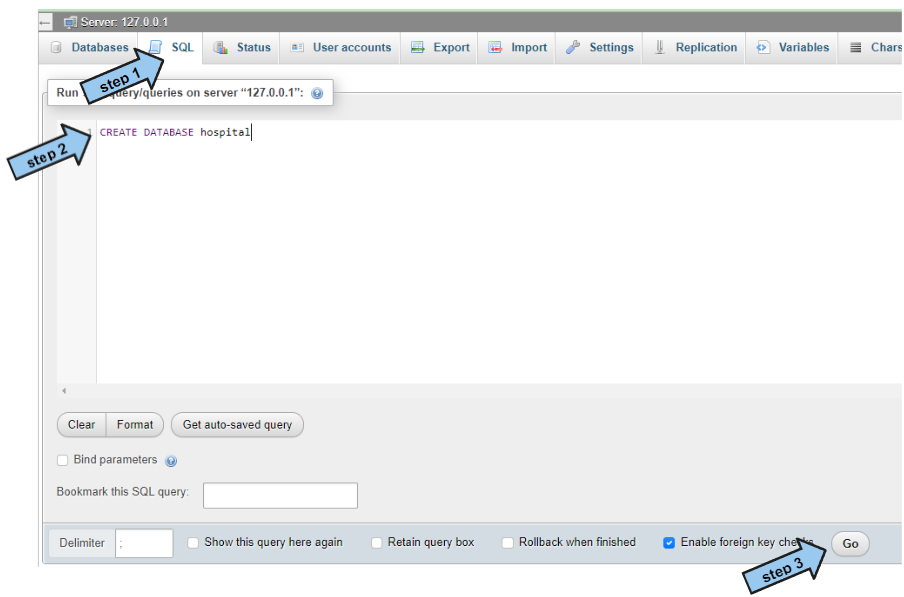 Server: 127.0.0.1
Databases SQL Status User accounts Export Import Settings Replication Variables Chars
step 1
Run query/queries on server “127.0.0.1”:
1 CREATE DATABASE hospital
step 2
Clear Format Get auto-saved query
Bind parameters
Bookmark this SQL query:
Delimiter ; Show this query here again Retain query box Rollback when finished Enable foreign key checks Go
step 3